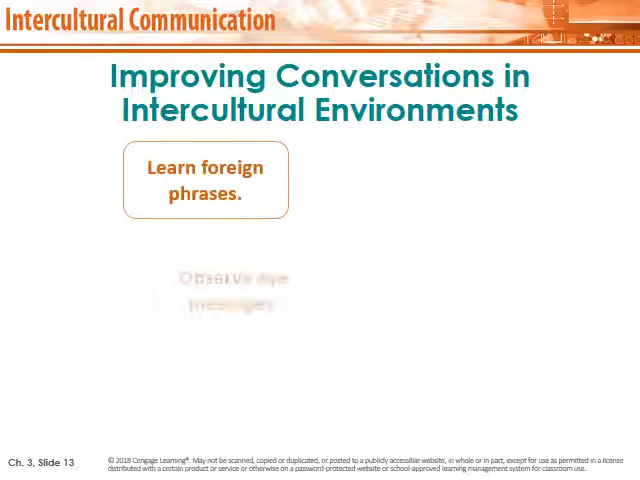 Intercultural Communication
Improving Conversations in
Intercultural Environments
Learn foreign
phrases.
Observe eye
messages
Ch. 3, Slide 13
© 2018 Cengage Learning®. May not be scanned, copied or duplicated, or posted to a publicly accessible website, in whole or in part, except for use as permitted in a license
distributed with a certain product or service or otherwise on a password-protected website or school-approved learning management system for classroom use.